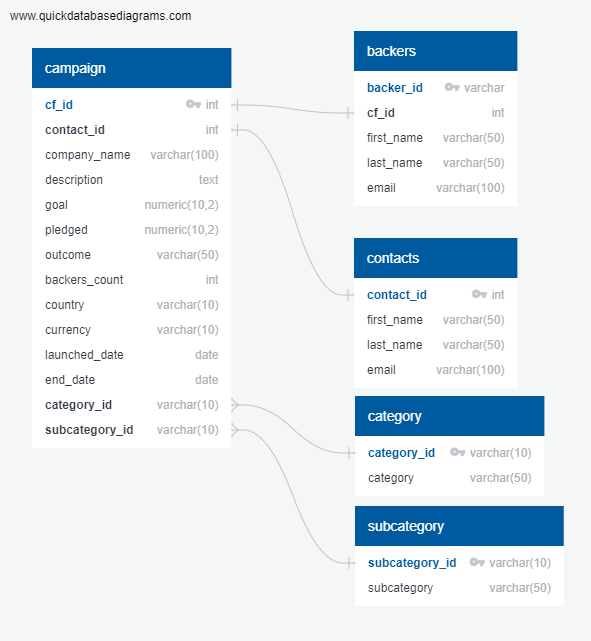 www.quickdatabasediagrams.com
campaign
cf_id int
contact_id int
company_name varchar(100)
description text
goal numeric(10,2)
pledged numeric(10,2)
outcome varchar(50)
backers_count int
country varchar(10)
currency varchar(10)
launched_date date
end_date date
category_id varchar(10)
subcategory_id varchar(10)
backers
backer_id varchar
cf_id int
first_name varchar(50)
last_name varchar(50)
email varchar(100)
contacts
contact_id int
first_name varchar(50)
last_name varchar(50)
email varchar(100)
category
category_id varchar(10)
category varchar(50)
subcategory
subcategory_id varchar(10)
subcategory varchar(50)